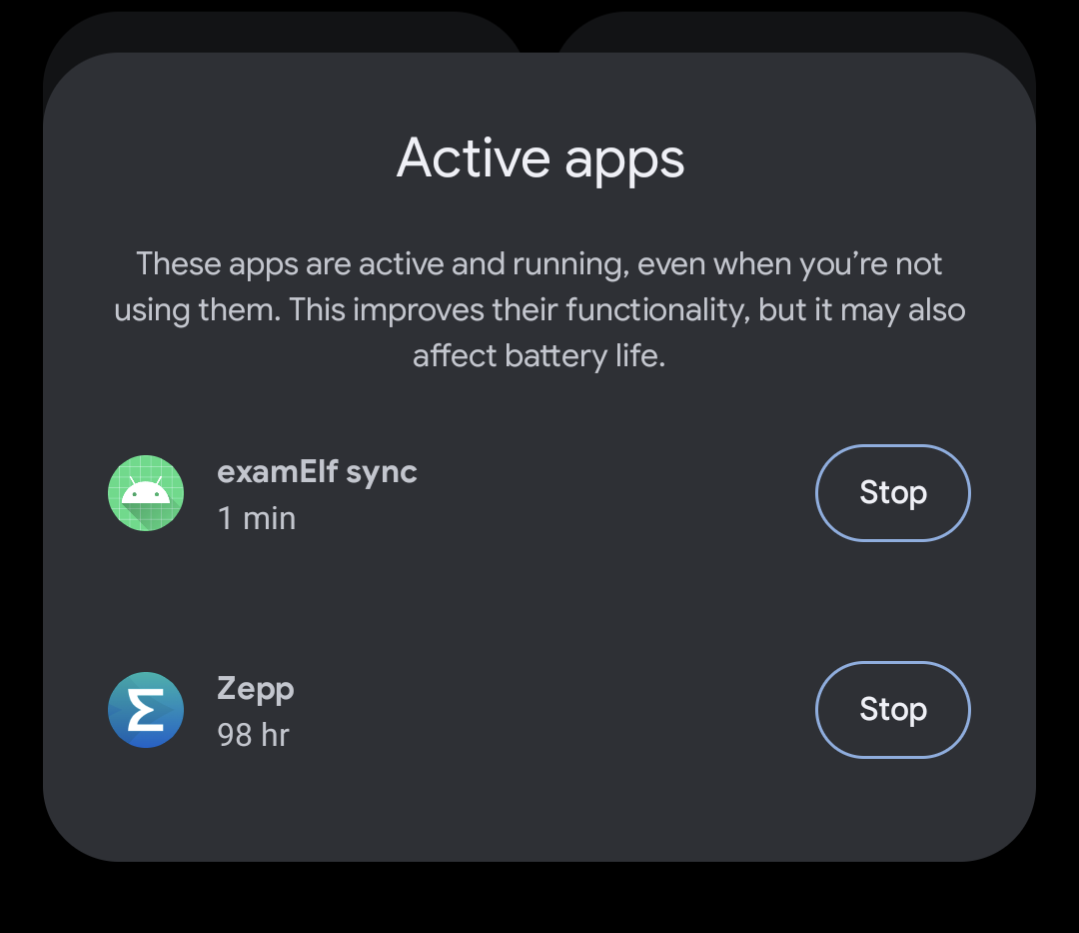 Active apps
These apps are active and running, even when you’re not
using them. This improves their functionality, but it may also
affect battery life.
examElf sync
1 min
Stop
Zepp
98 hr
Stop